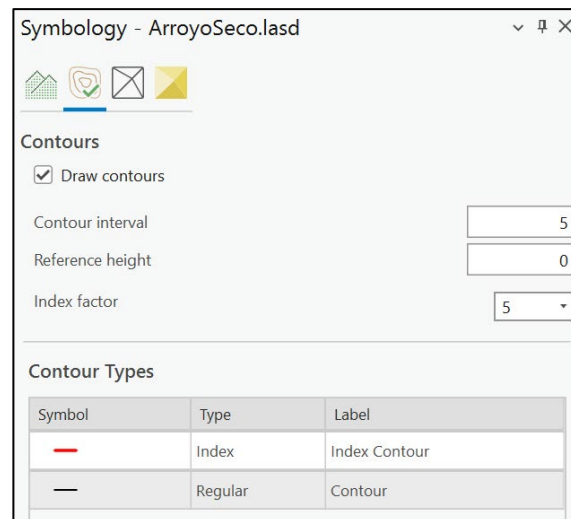 Symbology - ArroyoSeco.lasd
Contours
Draw contours
Contour interval 5
Reference height 0
Index factor 5
Contour Types
Symbol Type Label
Index Index Contour
Regular Contour